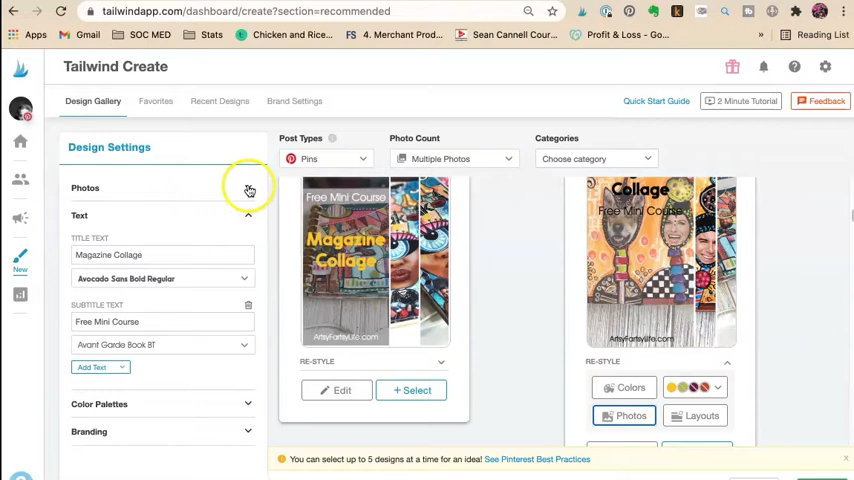 tailwindapp.com/dashboard/create?section=recommended
Apps
Gmail
SOC MED
Stats
Chicken and Rice...
4. Merchant Prod...
Sean Cannell Cour...
Profit & Loss - Go...
»
Reading List
Tailwind Create
Design Gallery
Favorites
Recent Designs
Brand Settings
Quick Start Guide
2 Minute Tutorial
Feedback
Design Settings
Post Types
Photo Count
Categories
Pins
Multiple Photos
Choose category
Photos
Text
TITLE TEXT
Magazine Collage
Avocado Sans Bold Regular
SUBTITLE TEXT
Free Mini Course
Avant Garde Book BT
Add Text
Color Palettes
Branding
New
Free Mini Course
Magazine
Collage
ArtsyFartsyLife.com
RE-STYLE
Edit
+ Select
Collage
Free Mini Course
ArtsyFartsyLife.com
RE-STYLE
Colors
Photos
Layouts
You can select up to 5 designs at a time for an idea! See Pinterest Best Practices
x